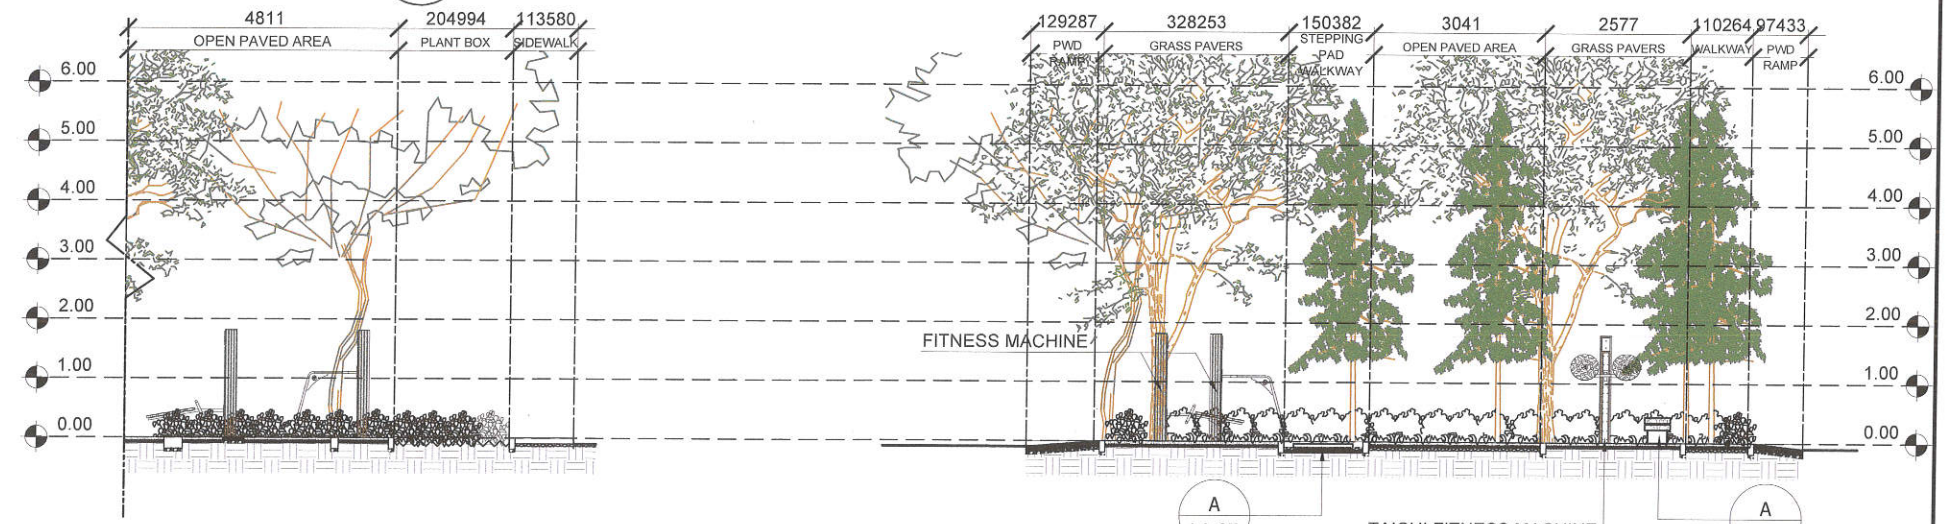 4811 204994 113580
OPEN PAVED AREA PLANT BOX SIDEWALK
129287 328253 150382 3041 2577 110264 97433
PWD RAMP GRASS PAVERS STEPPING PAD WALKWAY OPEN PAVED AREA GRASS PAVERS WALKWAY PWD RAMP
6.00
5.00
4.00
3.00
2.00
1.00
0.00
6.00
5.00
4.00
3.00
2.00
1.00
0.00
FITNESS MACHINE
A
A